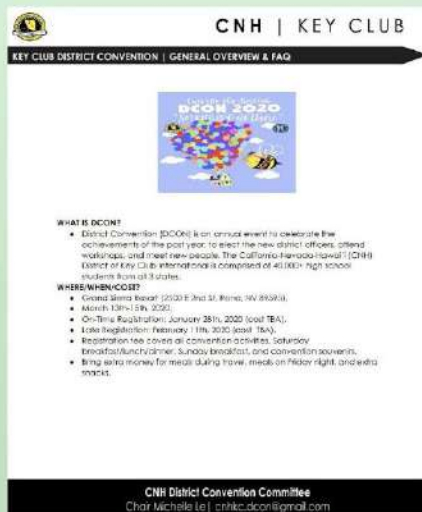 CNH | KEY CLUB
KEY CLUB DISTRICT CONVENTION | GENERAL OVERVIEW & FAQ
DCON 2020
WHAT IS DCON?
• District Convention (DCON) is an annual event to celebrate the
achievements of the past year, to elect the new district officers, attend
workshops, and meet new people. The California-Nevada-Hawai'i (CNH)
District of Key Club International is comprised of 40,000+ high school
students from all 3 states.
WHERE/WHEN/COST?
• Grand Sierra Resort (2500 E 2nd St, Reno, NV 89595).
• March 13th-15th, 2020.
• On-Time Registration: January 28th, 2020 (cost TBA).
• Late Registration: February 11th, 2020 (cost TBA).
• Registration fee covers all convention activities, Saturday
breakfast/lunch/dinner, Sunday breakfast, and convention souvenirs.
• Bring extra money for meals during travel, meals on Friday night, and extra
snacks.
CNH District Convention Committee
Chair Michelle Le | cnhkc.dcon@gmail.com